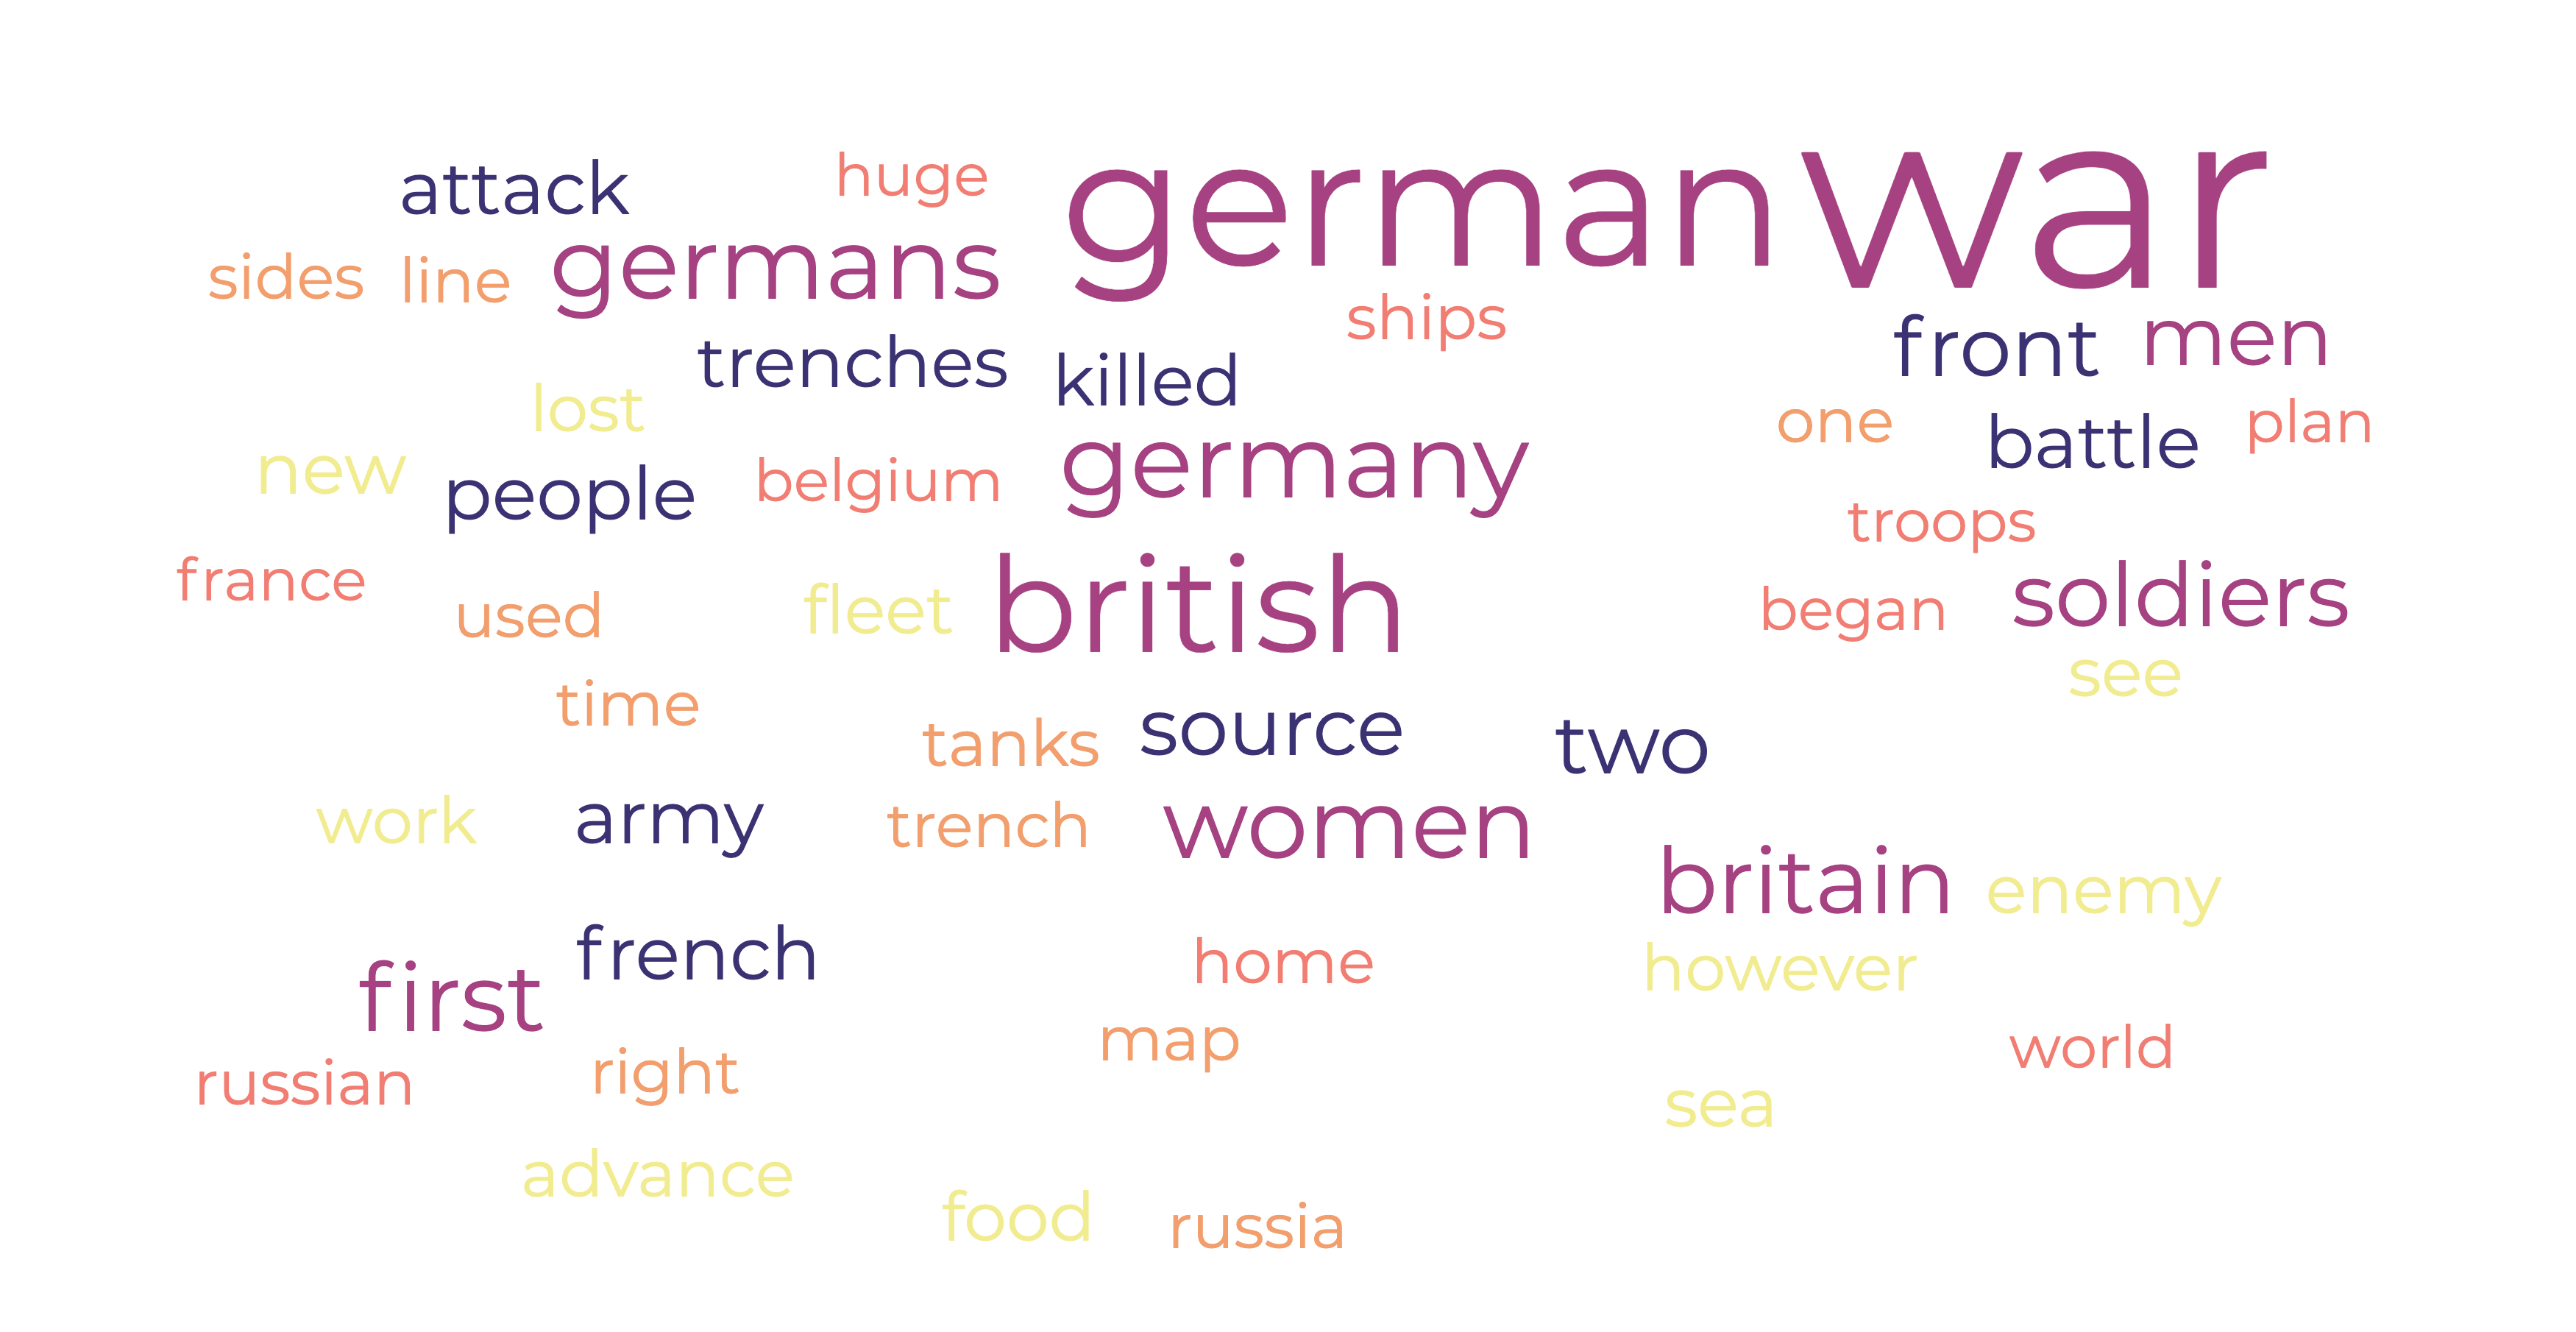 attack huge german war
sides line germans
ships
trenches killed front men
lost one battle plan
new people belgium germany
troops
france used fleet british began soldiers
see
time tanks source two
work army trench women
britain enemy
first french home however
russian right map world
sea
advance food russia